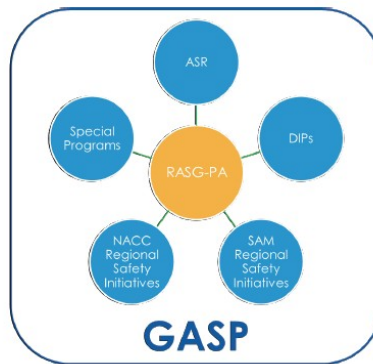 ASR
Special
Programs
DIPs
RASG-PA
NACC
Regional
Safety
Initiatives
SAM
Regional
Safety
Initiatives
GASP